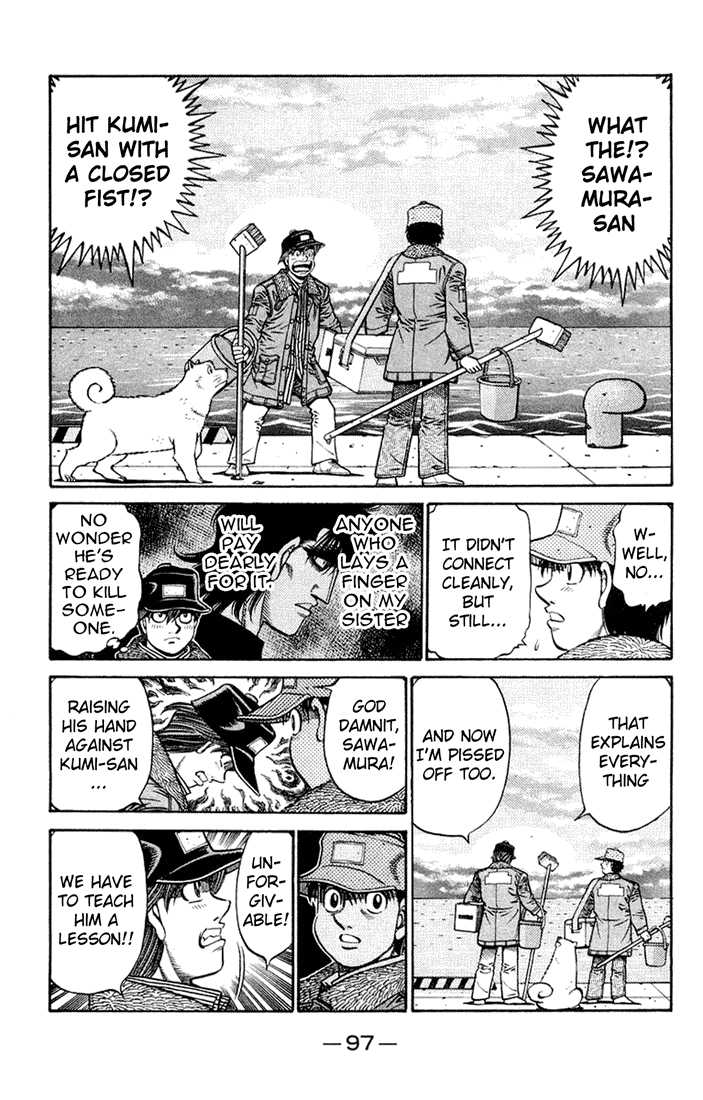 WHAT
THE!?
SAWA-
MURA-
SAN
HIT KUMI-
SAN WITH
A CLOSED
FIST!?
W-
WELL,
NO...
IT DIDN'T
CONNECT
CLEANLY,
BUT
STILL...
ANYONE
WHO
LAYS A
FINGER
ON MY
SISTER
WILL
PAY
DEARLY
FOR IT.
NO
WONDER
HE'S
READY
TO KILL
SOME-
ONE.
THAT
EXPLAINS
EVERY-
THING
AND NOW
I'M PISSED
OFF TOO.
GOD
DAMNIT,
SAWA-
MURA!
RAISING
HIS HAND
AGAINST
KUMI-SAN
...
UN-
FOR-
GIV-
ABLE!
WE HAVE
TO TEACH
HIM A
LESSON!!
—97—